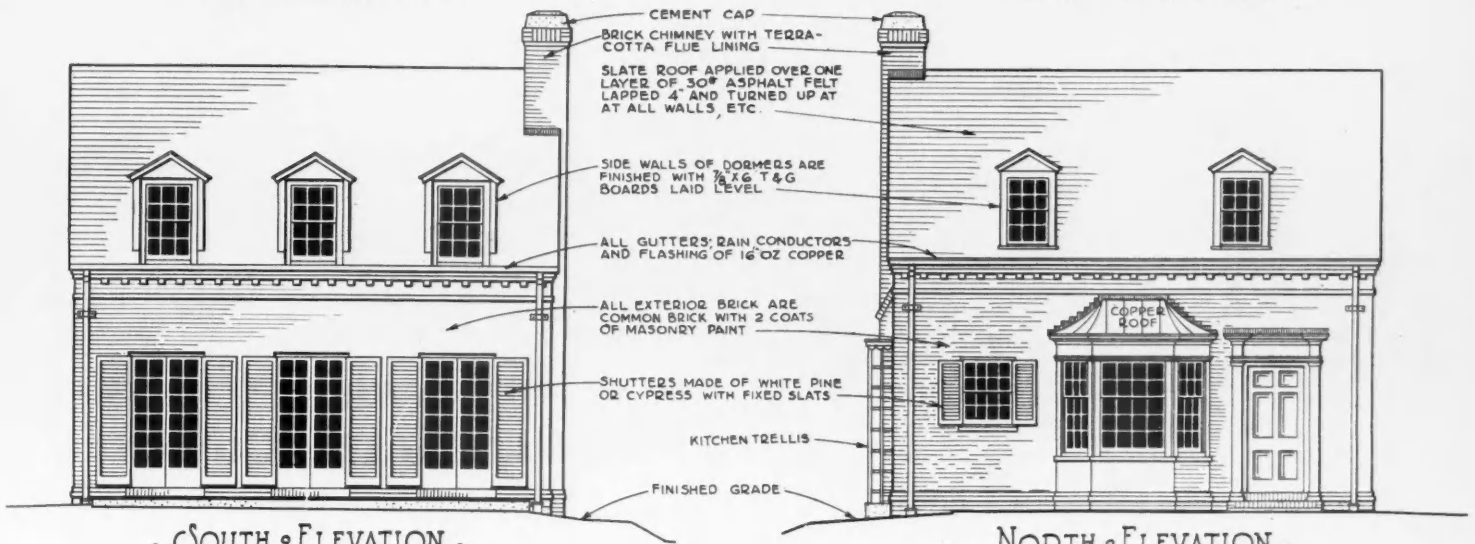 CEMENT CAP
BRICK CHIMNEY WITH TERRA-
COTTA FLUE LINING
SLATE ROOF APPLIED OVER ONE
LAYER OF 30# ASPHALT FELT
LAPPED 4" AND TURNED UP AT
AT ALL WALLS, ETC.
SIDE WALLS OF DORMERS ARE
FINISHED WITH 7/8" X 6 T & G
BOARDS LAID LEVEL
ALL GUTTERS, RAIN CONDUCTORS
AND FLASHING OF 16 OZ COPPER
ALL EXTERIOR BRICK ARE
COMMON BRICK WITH 2 COATS
OF MASONRY PAINT
COPPER
ROOF
SHUTTERS MADE OF WHITE PINE
OR CYPRESS WITH FIXED SLATS
KITCHEN TRELLIS
FINISHED GRADE
SOUTH ELEVATION
NORTH ELEVATION